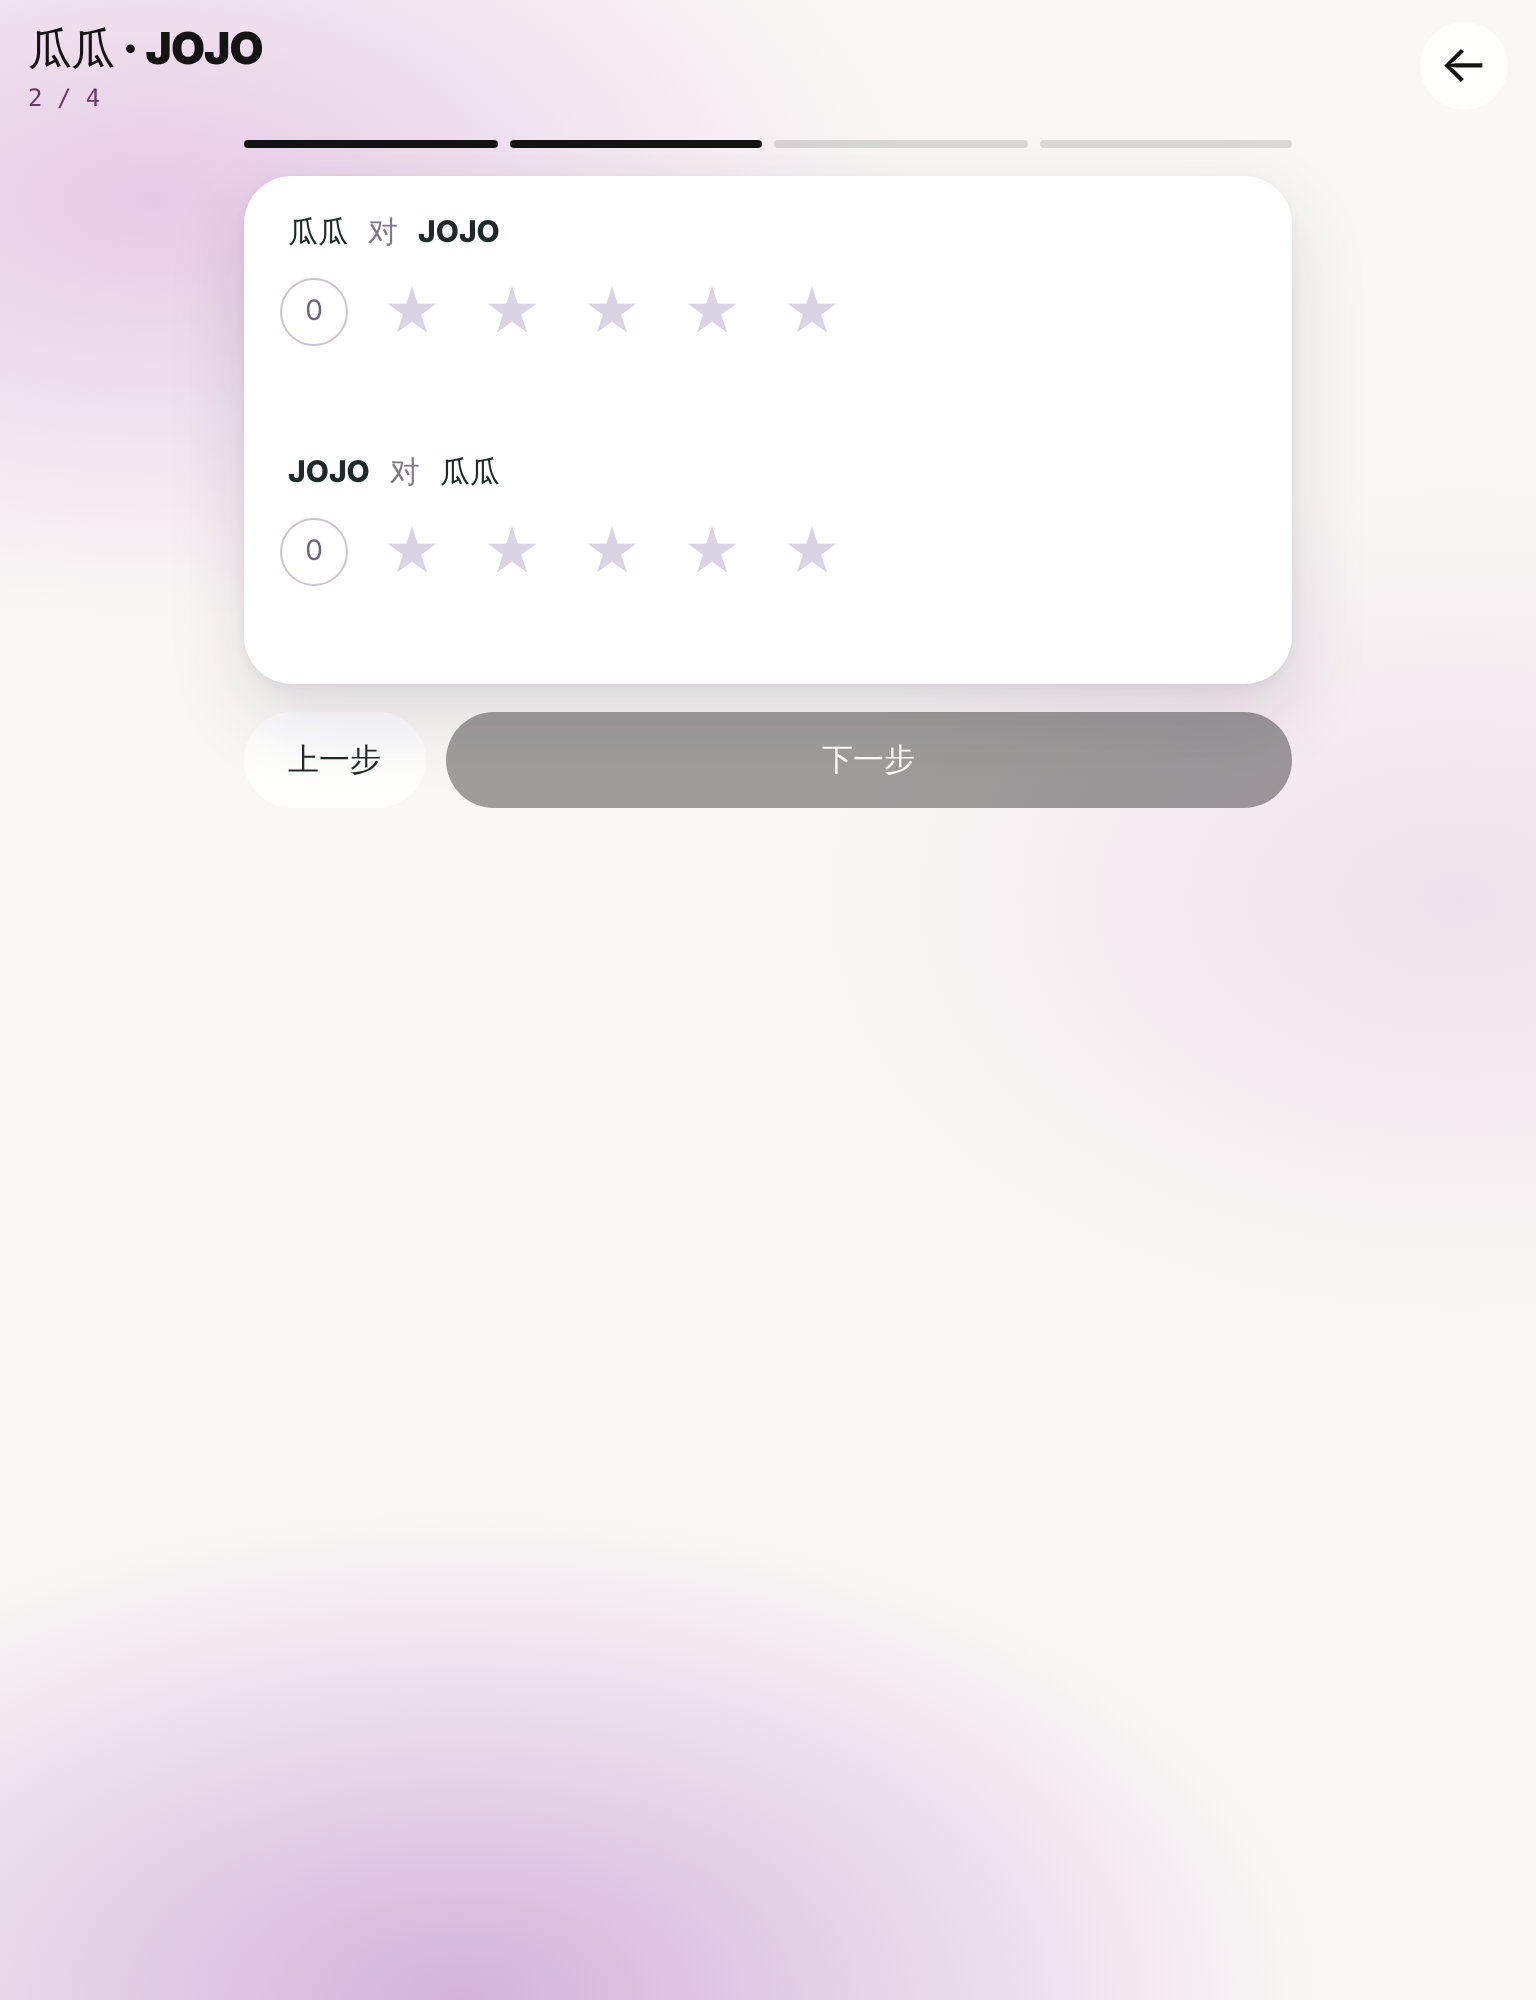 瓜瓜 · JOJO
2 / 4
瓜瓜 对 JOJO
0 ★ ★ ★ ★ ★
JOJO 对 瓜瓜
0 ★ ★ ★ ★ ★
上一步 下一步